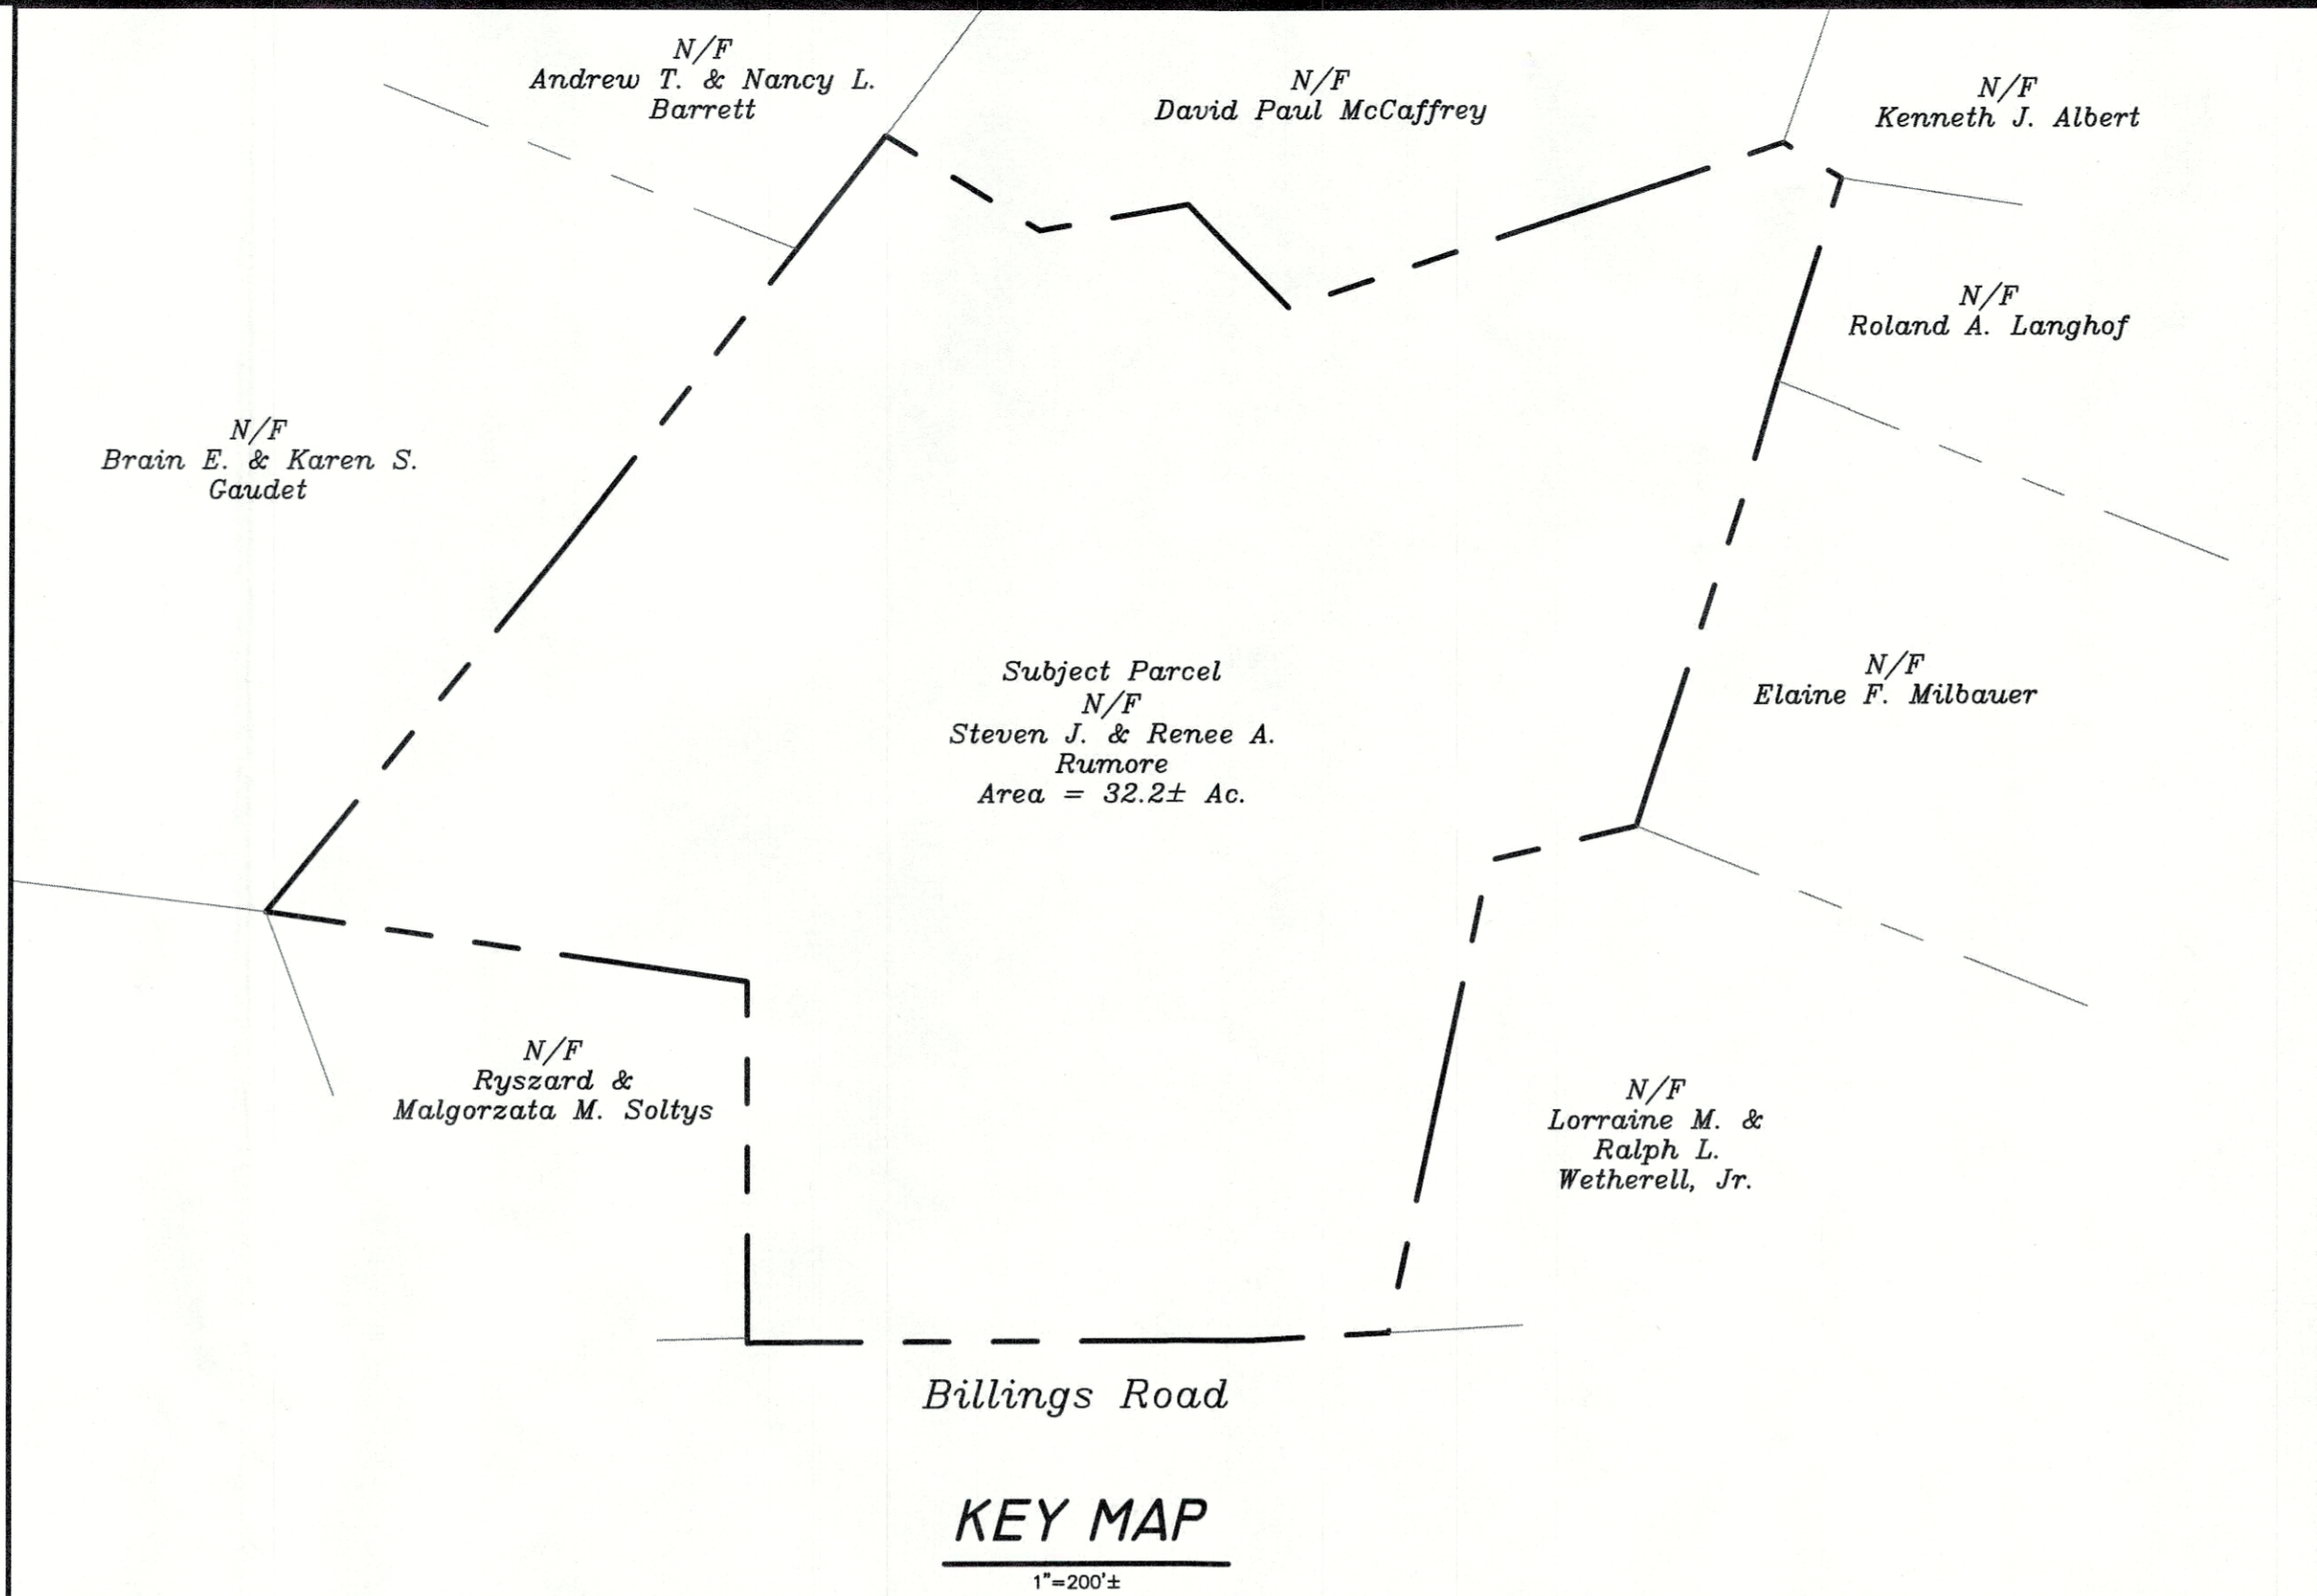 N/F
Andrew T. & Nancy L.
Barrett
N/F
David Paul McCaffrey
N/F
Kenneth J. Albert
N/F
Roland A. Langhof
N/F
Brain E. & Karen S.
Gaudet
Subject Parcel
N/F
Steven J. & Renee A.
Rumore
Area = 32.2± Ac.
N/F
Elaine F. Milbauer
N/F
Ryszard &
Malgorzata M. Soltys
N/F
Lorraine M. &
Ralph L.
Wetherell, Jr.
Billings Road
KEY MAP
1"=200'±